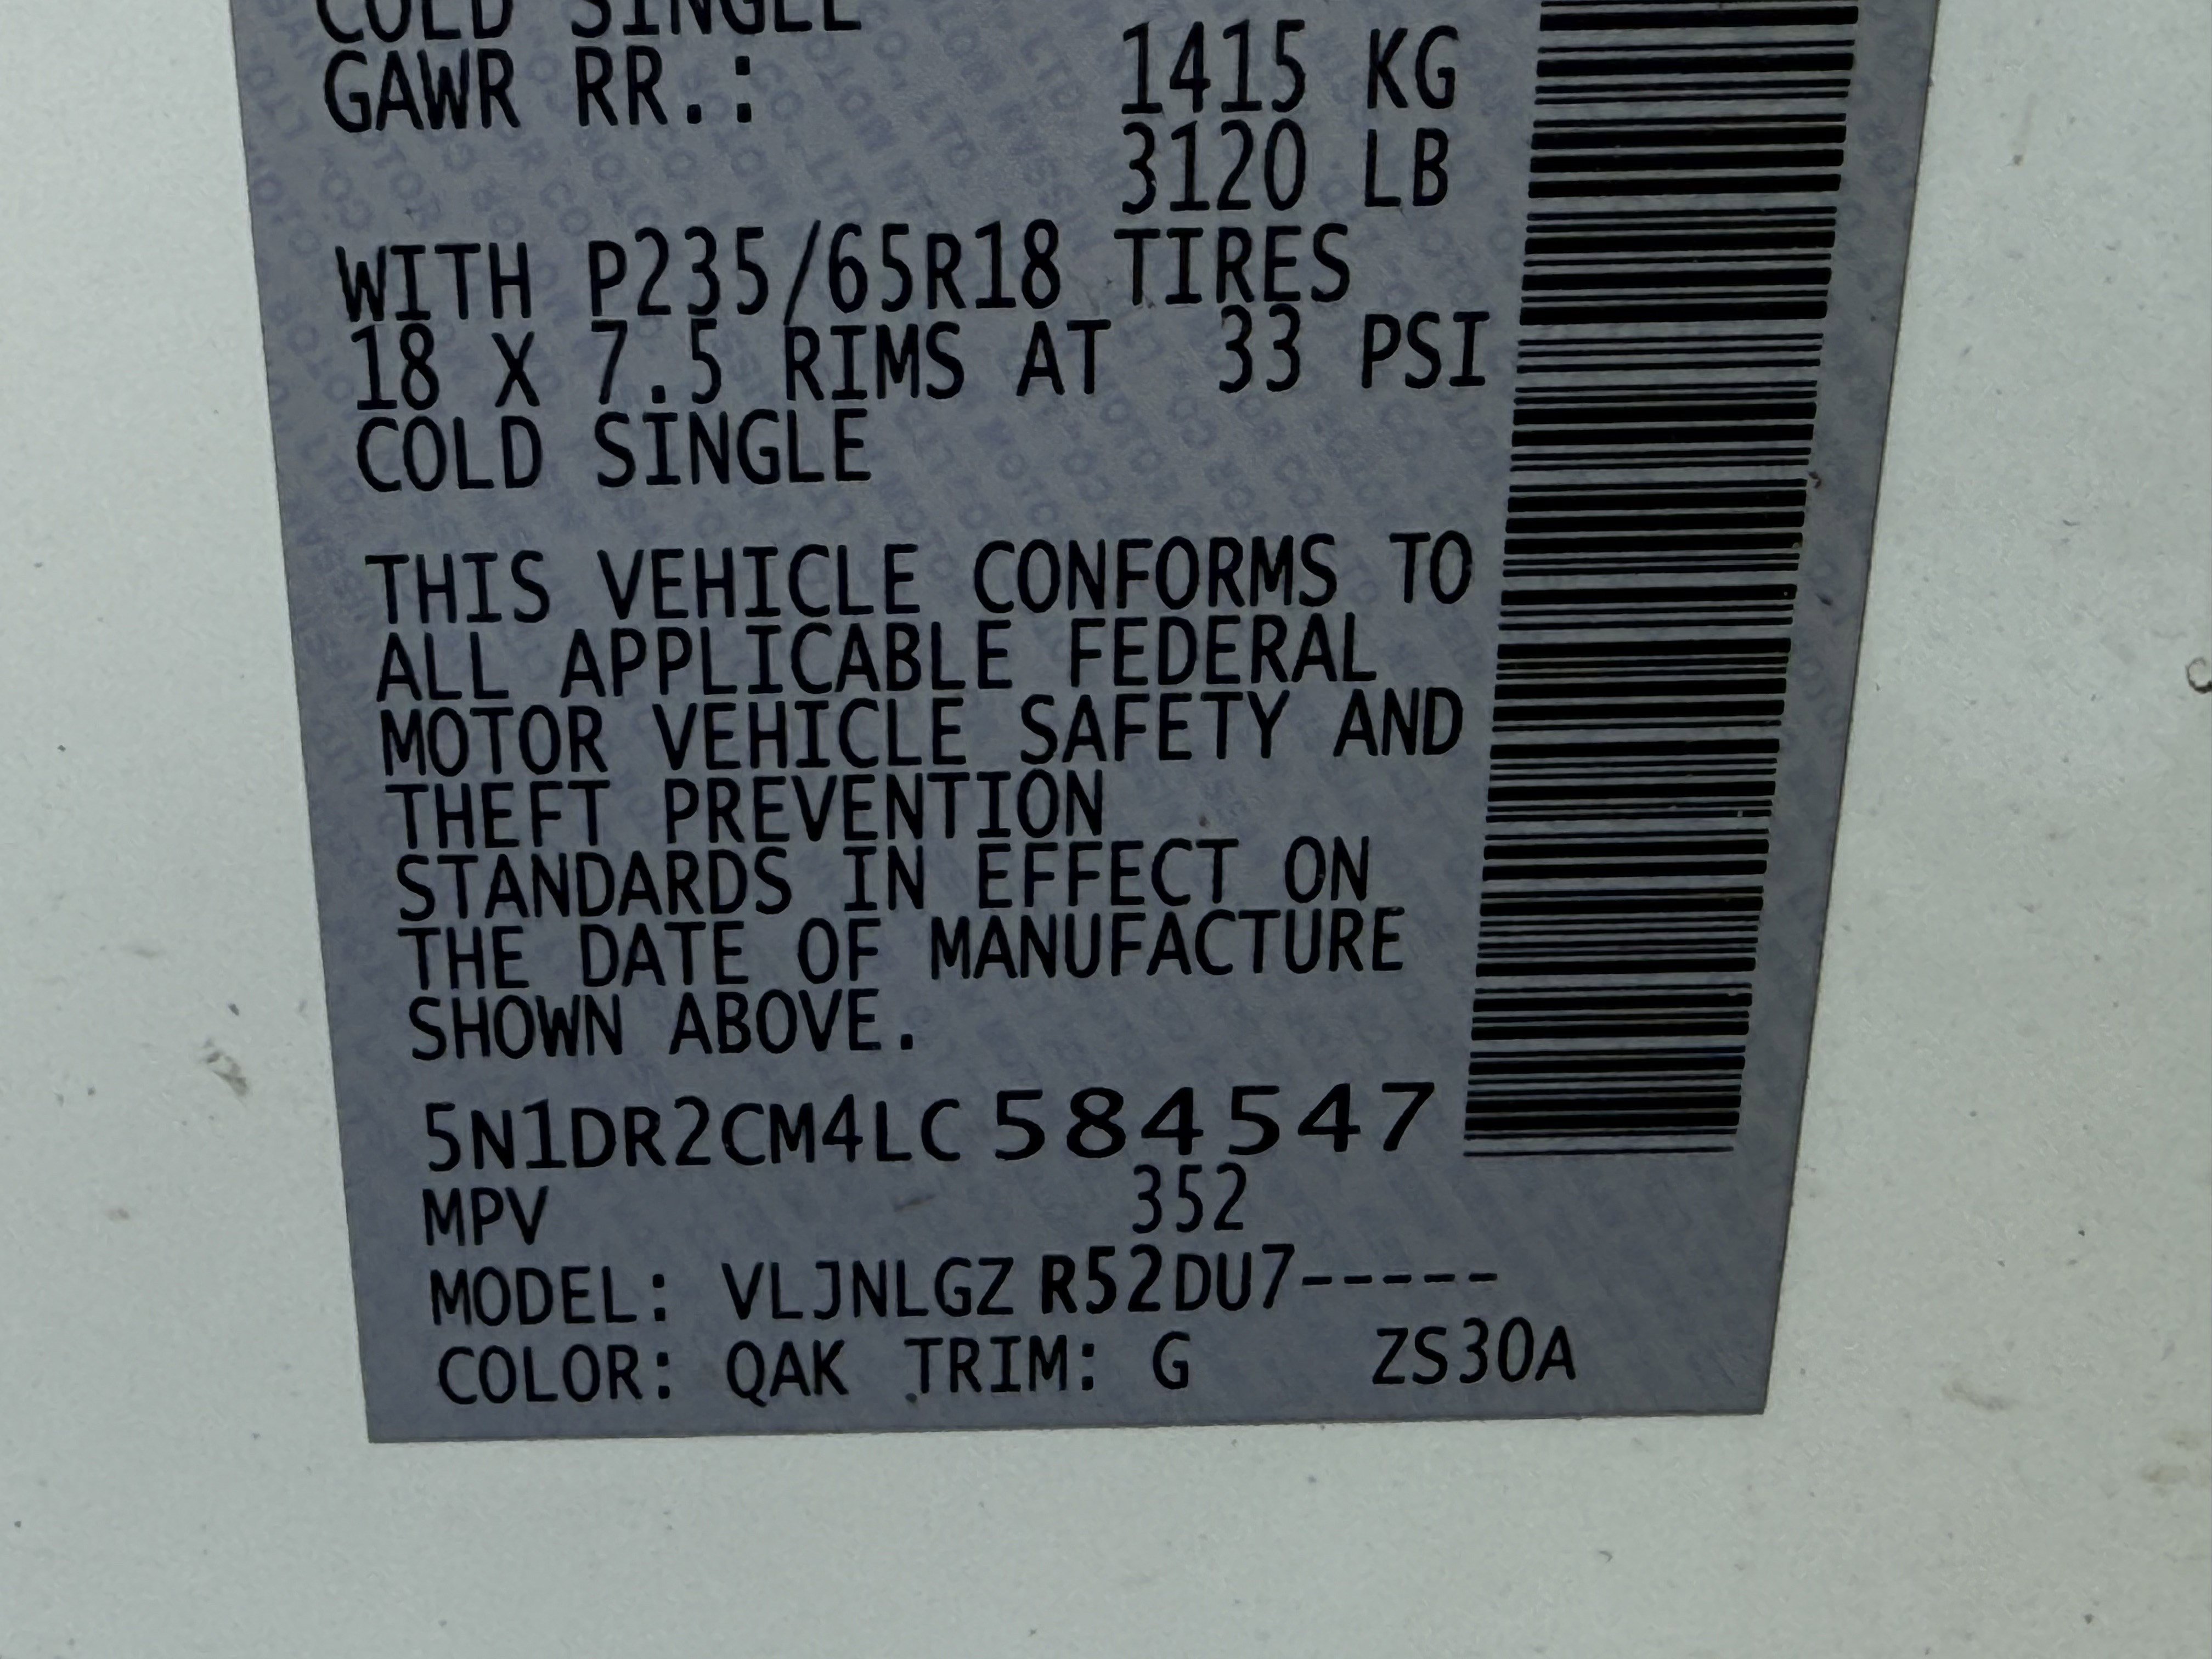 COLD SINGLE
GAWR RR.: 1415 KG
3120 LB
WITH P235/65R18 TIRES
18 X 7.5 RIMS AT 33 PSI
COLD SINGLE
THIS VEHICLE CONFORMS TO
ALL APPLICABLE FEDERAL
MOTOR VEHICLE SAFETY AND
THEFT PREVENTION
STANDARDS IN EFFECT ON
THE DATE OF MANUFACTURE
SHOWN ABOVE.
5N1DR2CM4LC584547
MPV 352
MODEL: VLJNLGZ R52DU7-----
COLOR: QAK TRIM: G ZS30A